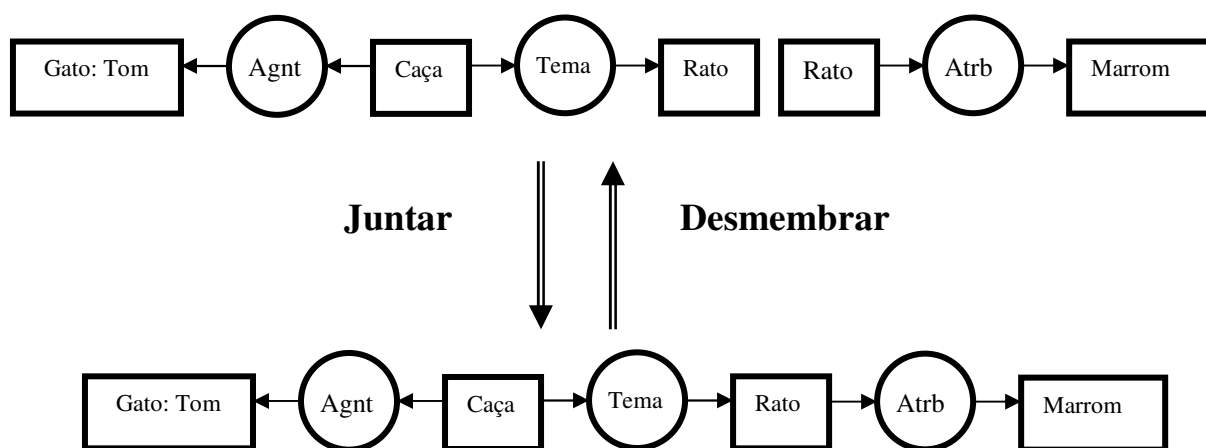 Gato: Tom Agnt Caça Tema Rato Rato Atrb Marrom
Juntar Desmembrar
Gato: Tom Agnt Caça Tema Rato Atrb Marrom